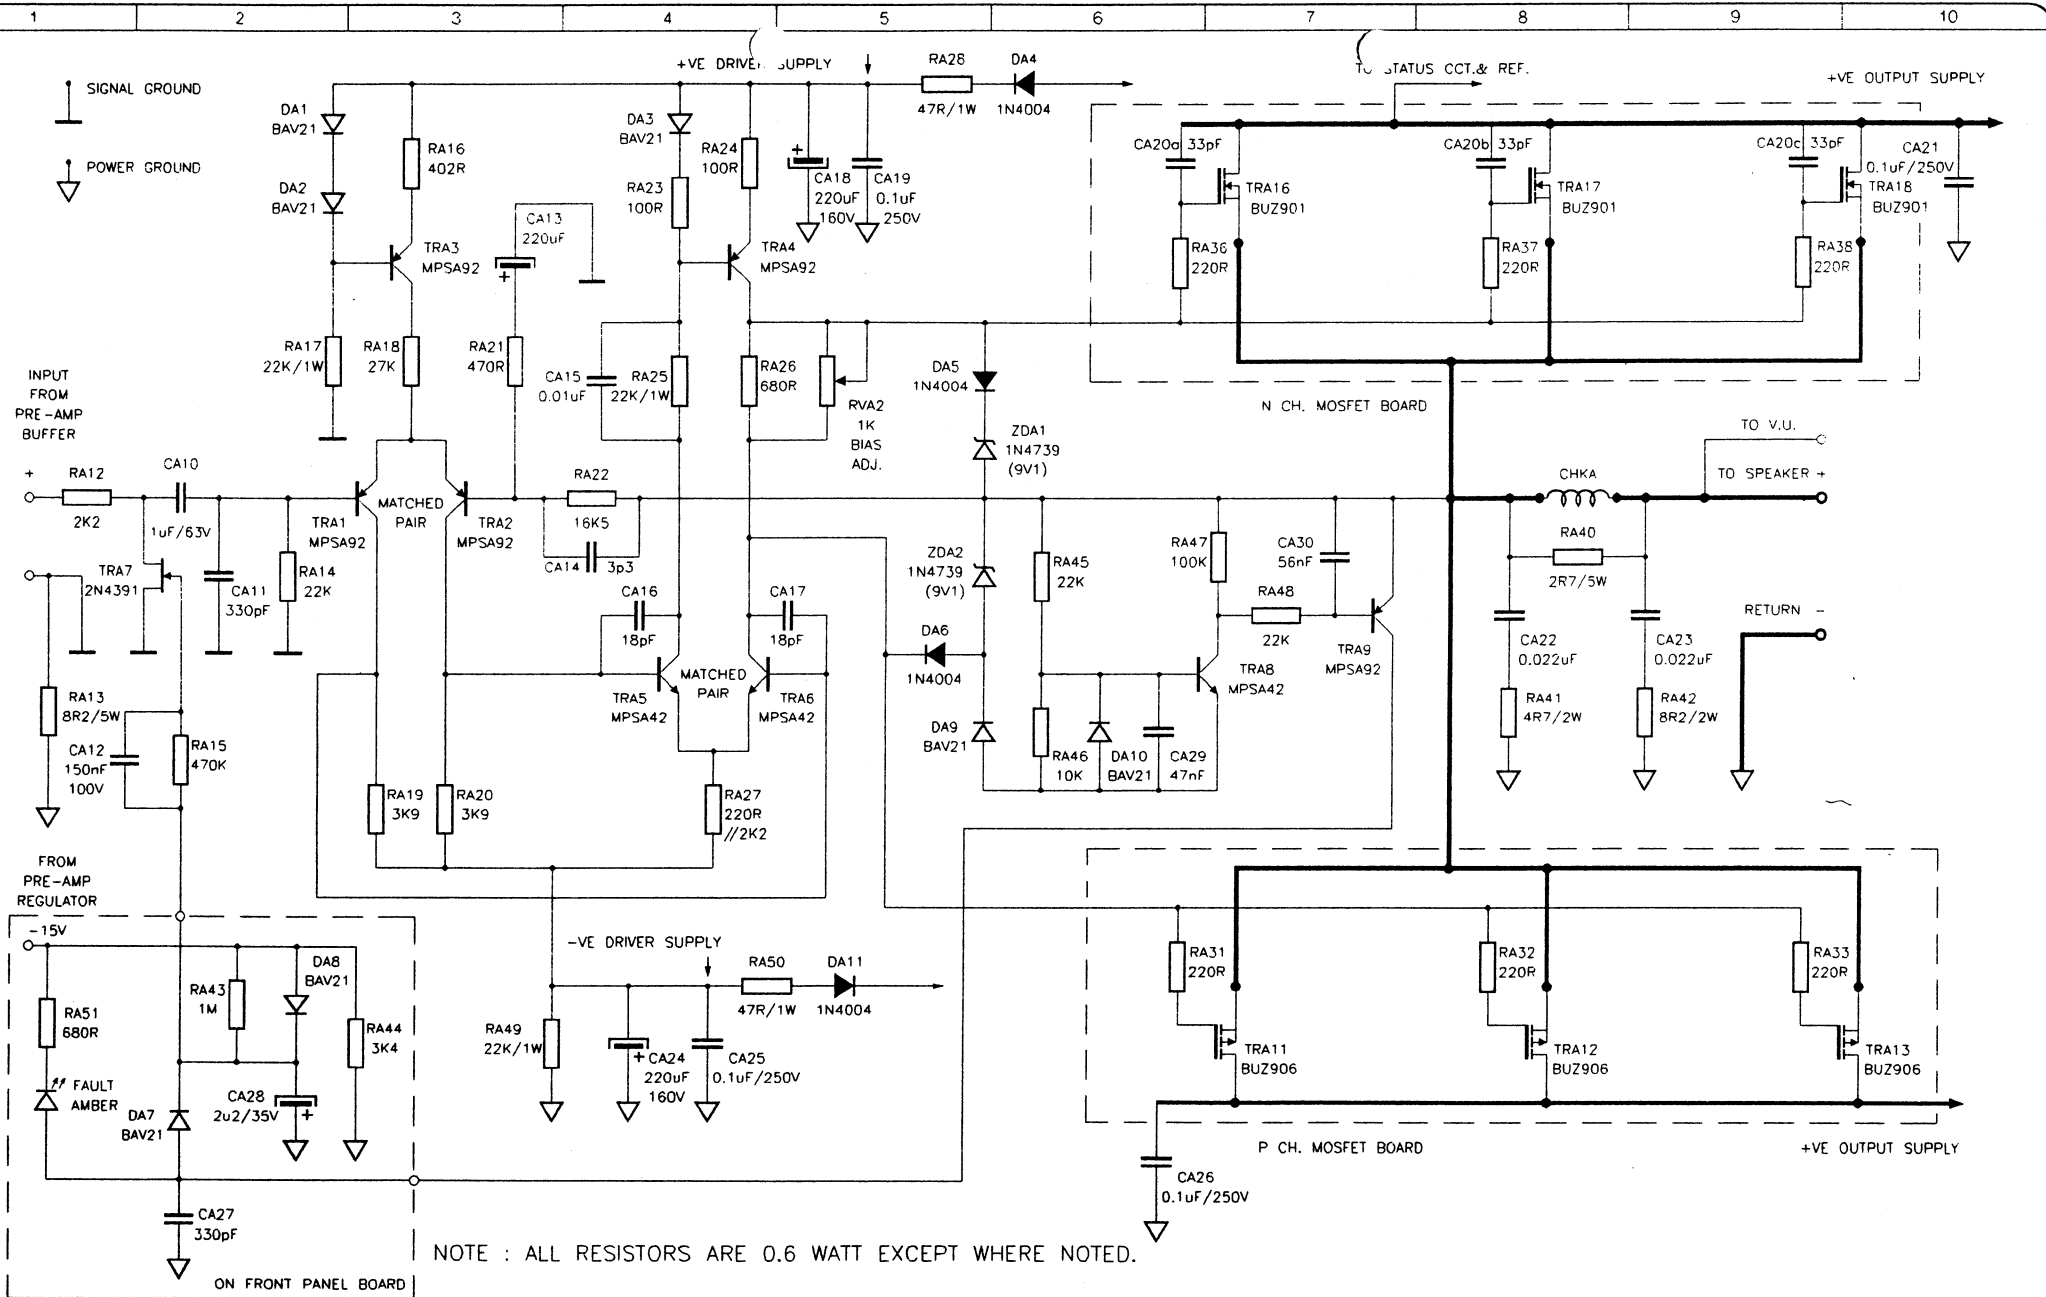 1 2 3 4 5 6 7 8 9 10
SIGNAL GROUND
POWER GROUND
DA1
BAV21
DA2
BAV21
RA16
402R
TRA3
MPSA92
RA17
22K/1W
RA18
27K
CA13
220uF
+
RA21
470R
+VE DRIVE SUPPLY
DA3
BAV21
RA24
100R
RA23
100R
TRA4
MPSA92
+
CA18
220uF
160V
CA19
0.1uF
250V
RA28
47R/1W
DA4
1N4004
CA15
0.01uF
RA25
22K/1W
RA26
680R
RVA2
1K
BIAS
ADJ.
DA5
1N4004
ZDA1
1N4739
(9V1)
TO STATUS CCT.& REF.
+VE OUTPUT SUPPLY
CA20a 33pF
TRA16
BUZ901
RA36
220R
CA20b 33pF
TRA17
BUZ901
RA37
220R
CA20c 33pF
TRA18
BUZ901
RA38
220R
CA21
0.1uF/250V
N CH. MOSFET BOARD
INPUT
FROM
PRE-AMP
BUFFER
+
RA12
2K2
CA10
1uF/63V
TRA7
2N4391
CA11
330pF
RA14
22K
TRA1
MPSA92
MATCHED
PAIR
TRA2
MPSA92
RA22
16K5
CA14 3p3
CA16
18pF
CA17
18pF
TRA5
MPSA42
MATCHED
PAIR
TRA6
MPSA42
ZDA2
1N4739
(9V1)
DA6
1N4004
DA9
BAV21
RA45
22K
RA46
10K
DA10
BAV21
CA29
47nF
RA47
100K
CA30
56nF
RA48
22K
TRA8
MPSA42
TRA9
MPSA92
TO V.U.
CHKA
TO SPEAKER +
RA40
2R7/5W
RETURN -
CA22
0.022uF
CA23
0.022uF
RA41
4R7/2W
RA42
8R2/2W
RA13
8R2/5W
CA12
150nF
100V
RA15
470K
RA19
3K9
RA20
3K9
RA27
220R
//2K2
FROM
PRE-AMP
REGULATOR
-15V
RA51
680R
FAULT
AMBER
RA43
1M
DA8
BAV21
RA44
3K4
DA7
BAV21
CA28
2u2/35V
+
CA27
330pF
ON FRONT PANEL BOARD
-VE DRIVER SUPPLY
RA50
47R/1W
DA11
1N4004
RA49
22K/1W
+
CA24
220uF
160V
CA25
0.1uF/250V
RA31
220R
TRA11
BUZ906
RA32
220R
TRA12
BUZ906
RA33
220R
TRA13
BUZ906
P CH. MOSFET BOARD
+VE OUTPUT SUPPLY
CA26
0.1uF/250V
NOTE : ALL RESISTORS ARE 0.6 WATT EXCEPT WHERE NOTED.